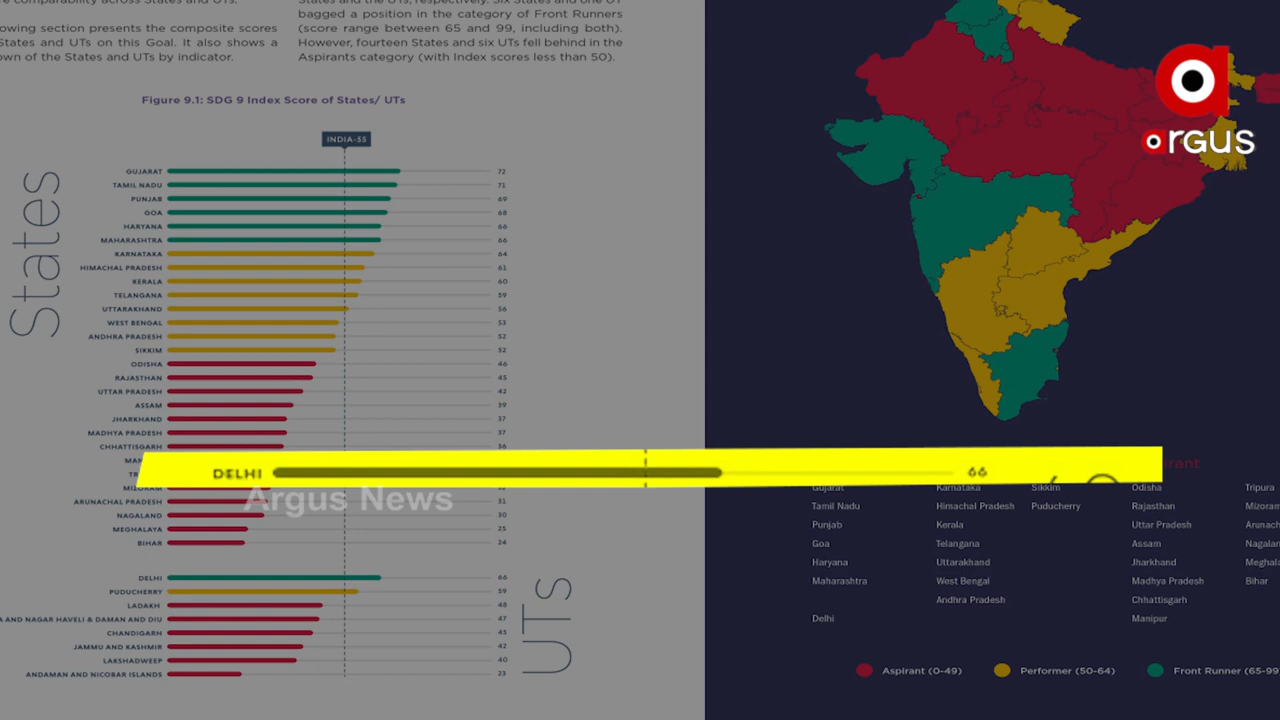 re comparability across States and UTs.
owing section presents the composite scores
States and UTs on this Goal. It also shows a
own of the States and UTs by indicator.
States and the UTs, respectively. Six States and one UT
bagged a position in the category of Front Runners
(score range between 65 and 99, including both).
However, fourteen States and six UTs fell behind in the
Aspirants category (with Index scores less than 50).
Figure 9.1: SDG 9 Index Score of States/ UTs
INDIA-55
States
GUJARAT 72
TAMIL NADU 71
PUNJAB 69
GOA 68
HARYANA 66
MAHARASHTRA 66
KARNATAKA 64
HIMACHAL PRADESH 61
KERALA 60
TELANGANA 59
UTTARAKHAND 56
WEST BENGAL 53
ANDHRA PRADESH 52
SIKKIM 52
ODISHA 46
RAJASTHAN 45
UTTAR PRADESH 42
ASSAM 39
JHARKHAND 37
MADHYA PRADESH 37
CHHATTISGARH 36
DELHI 66
MIZORAM 32
ARUNACHAL PRADESH 31
NAGALAND 30
MEGHALAYA 25
BIHAR 24
Argus News
UTs
DELHI 66
PUDUCHERRY 59
LADAKH 48
A AND NAGAR HAVELI & DAMAN AND DIU 47
CHANDIGARH 45
JAMMU AND KASHMIR 42
LAKSHADWEEP 40
ANDAMAN AND NICOBAR ISLANDS 23
argus
irant
Gujarat Karnataka Sikkim Odisha Tripura
Tamil Nadu Himachal Pradesh Puducherry Rajasthan Mizoram
Punjab Kerala Uttar Pradesh Arunach
Goa Telangana Assam Nagalan
Haryana Uttarakhand Jharkhand Meghala
Maharashtra West Bengal Madhya Pradesh Bihar
Andhra Pradesh Chhattisgarh
Delhi Manipur
Aspirant (0-49) Performer (50-64) Front Runner (65-99